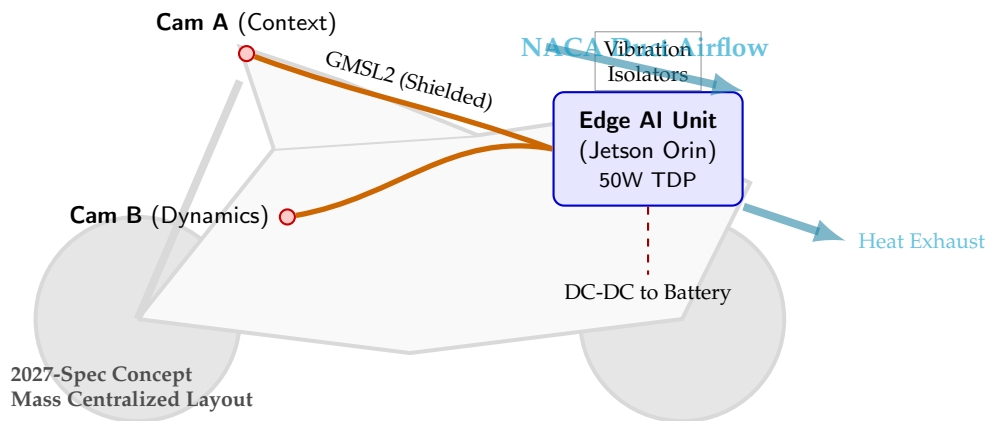 Cam A (Context)
NACA Duct Airflow
Vibration
Isolators
GMSL2 (Shielded)
Edge AI Unit
(Jetson Orin)
50W TDP
Cam B (Dynamics)
Heat Exhaust
DC-DC to Battery
2027-Spec Concept
Mass Centralized Layout